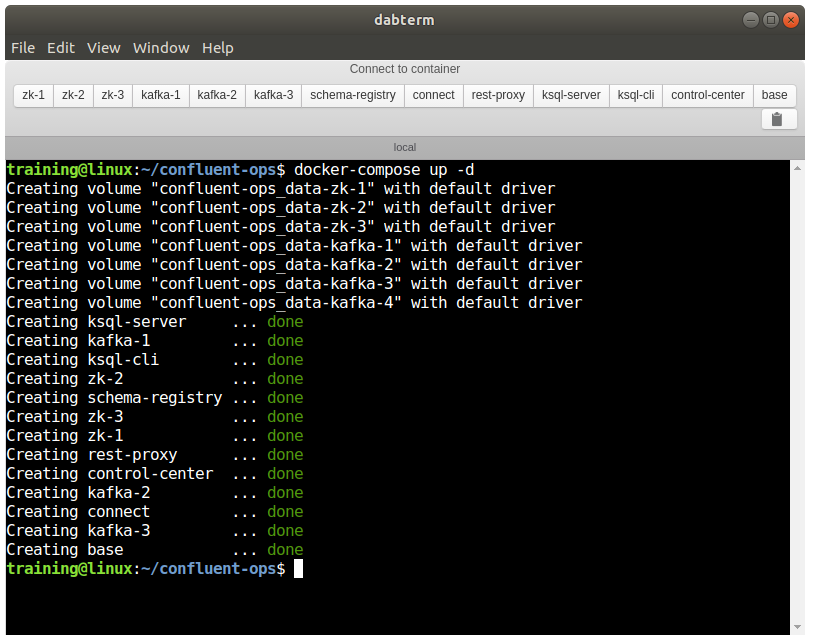 dabterm
File Edit View Window Help
Connect to container
zk-1 zk-2 zk-3 kafka-1 kafka-2 kafka-3 schema-registry connect rest-proxy ksql-server ksql-cli control-center base
local
training@linux:~/confluent-ops$ docker-compose up -d
Creating volume "confluent-ops_data-zk-1" with default driver
Creating volume "confluent-ops_data-zk-2" with default driver
Creating volume "confluent-ops_data-zk-3" with default driver
Creating volume "confluent-ops_data-kafka-1" with default driver
Creating volume "confluent-ops_data-kafka-2" with default driver
Creating volume "confluent-ops_data-kafka-3" with default driver
Creating volume "confluent-ops_data-kafka-4" with default driver
Creating ksql-server     ... done
Creating kafka-1         ... done
Creating ksql-cli        ... done
Creating zk-2            ... done
Creating schema-registry ... done
Creating zk-3            ... done
Creating zk-1            ... done
Creating rest-proxy      ... done
Creating control-center  ... done
Creating kafka-2         ... done
Creating connect         ... done
Creating kafka-3         ... done
Creating base            ... done
training@linux:~/confluent-ops$